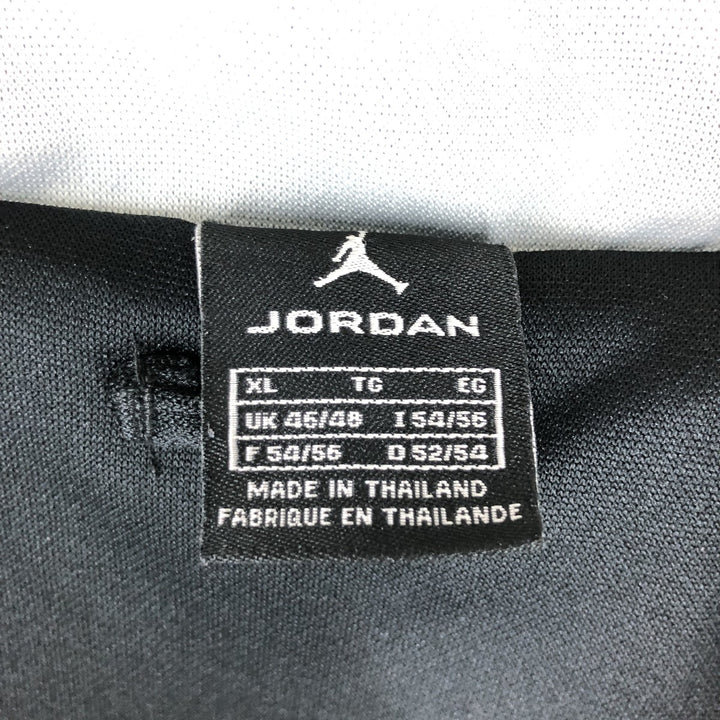 JORDAN
XL TG EG
UK 46/48 I 54/56
F 54/56 D 52/54
MADE IN THAILAND
FABRIQUE EN THAILANDE